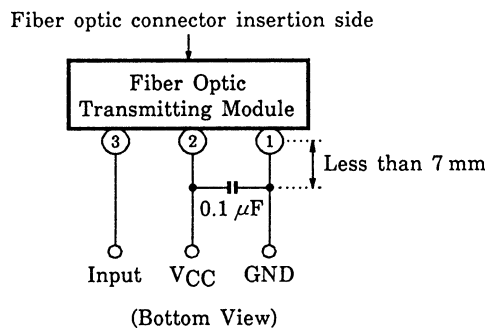 Fiber optic connector insertion side
Fiber Optic
Transmitting Module
3 2 1
Less than 7 mm
0.1 μF
Input VCC GND
(Bottom View)